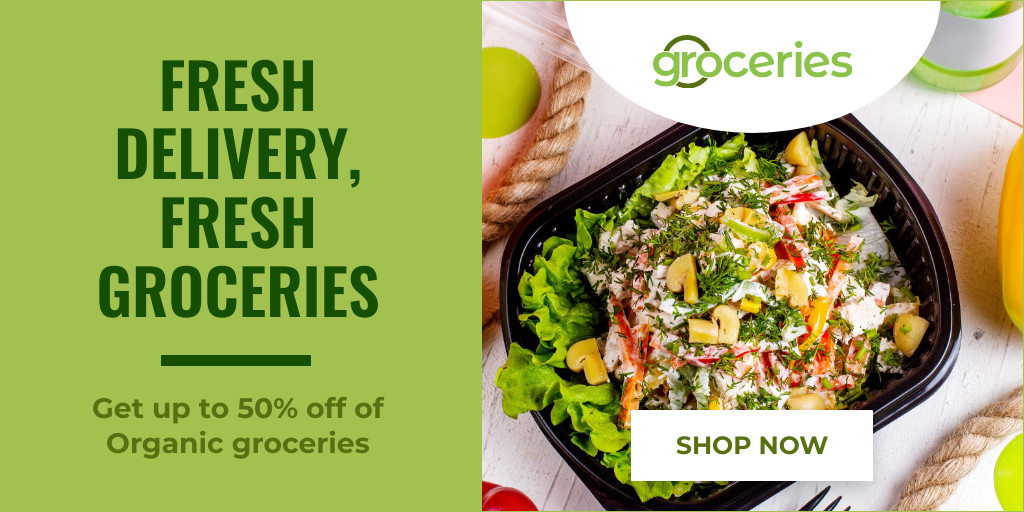 FRESH
DELIVERY,
FRESH
GROCERIES
Get up to 50% off of
Organic groceries
groceries
SHOP NOW